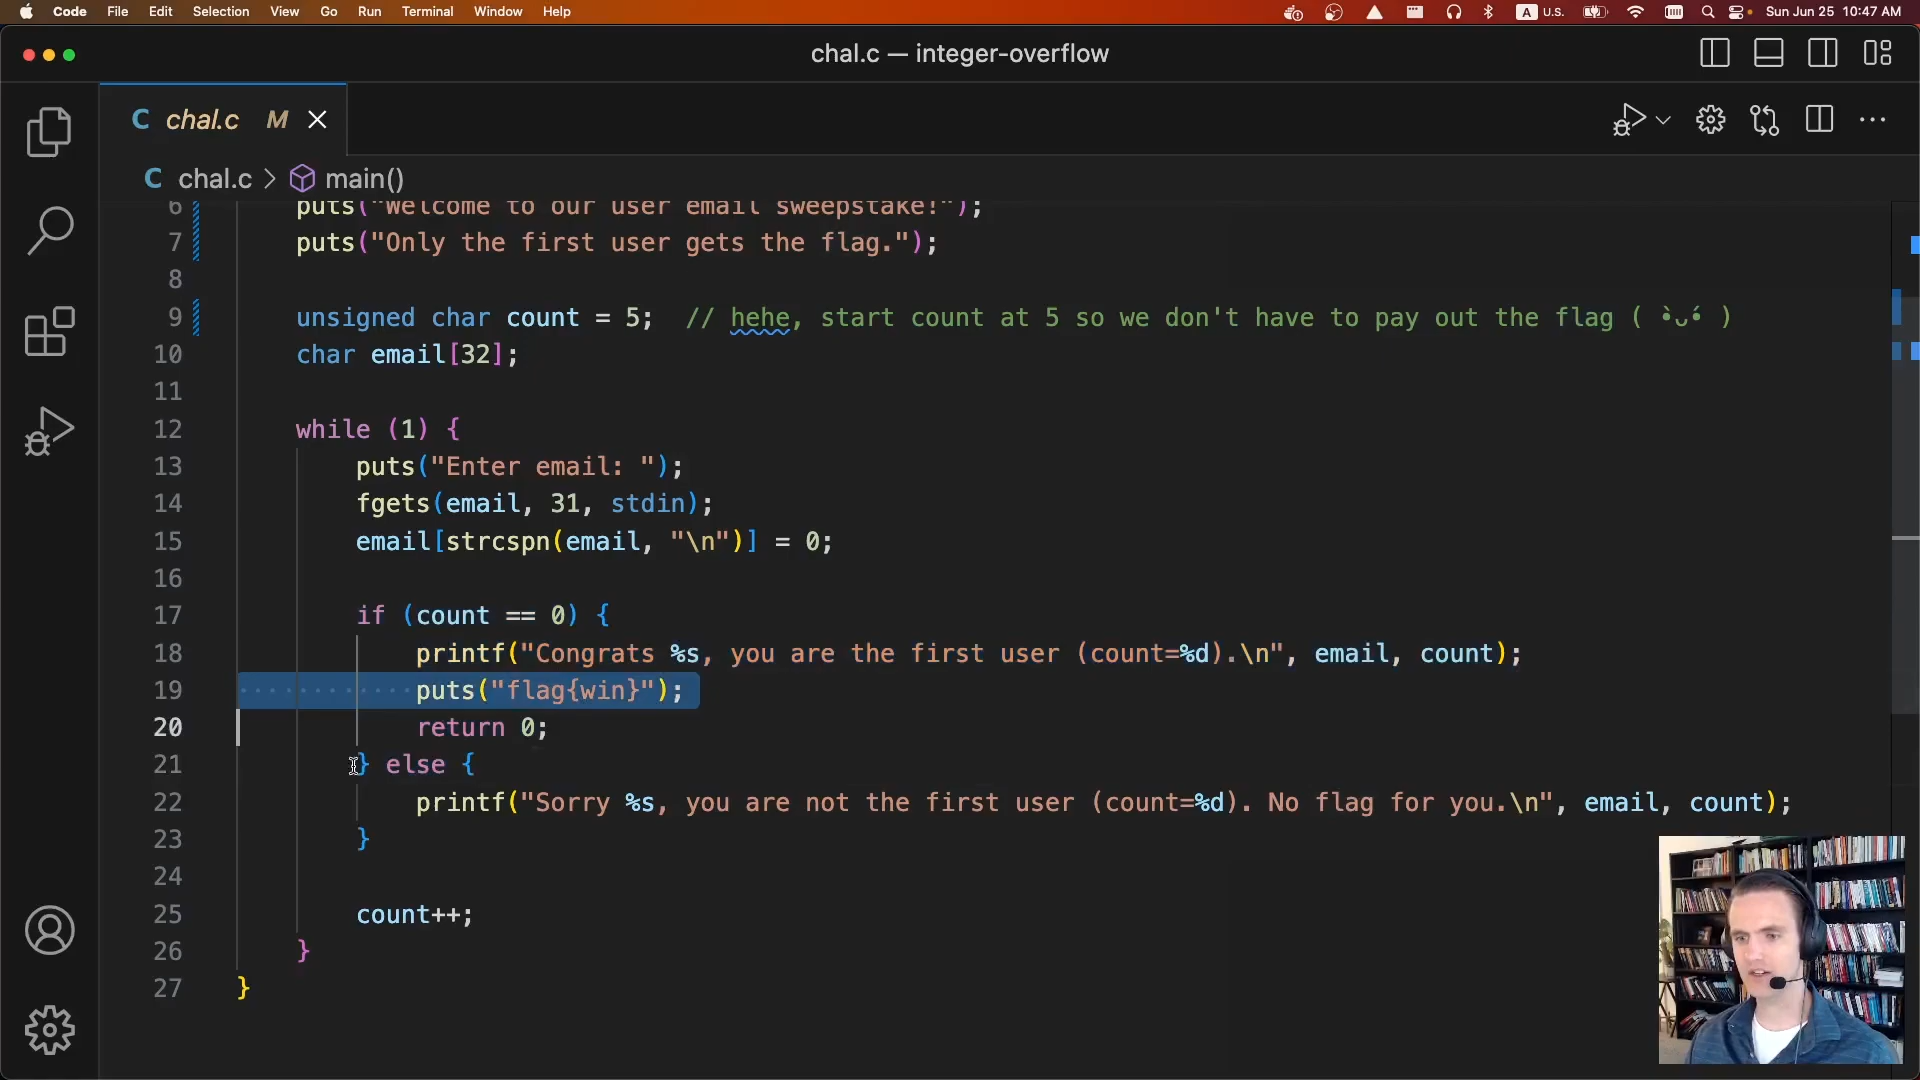 Code File Edit Selection View Go Run Terminal Window Help A U.S. Sun Jun 25 10:47 AM
chal.c — integer-overflow
C chal.c M
C chal.c > main()
6 puts("Welcome to our user email sweepstake!");
7 puts("Only the first user gets the flag.");
8
9 unsigned char count = 5; // hehe, start count at 5 so we don't have to pay out the flag ( •̀ᴗ•́ )
10 char email[32];
11
12 while (1) {
13 puts("Enter email: ");
14 fgets(email, 31, stdin);
15 email[strcspn(email, "\n")] = 0;
16
17 if (count == 0) {
18 printf("Congrats %s, you are the first user (count=%d).\n", email, count);
19 puts("flag{win}");
20 return 0;
21 } else {
22 printf("Sorry %s, you are not the first user (count=%d). No flag for you.\n", email, count);
23 }
24
25 count++;
26 }
27 }